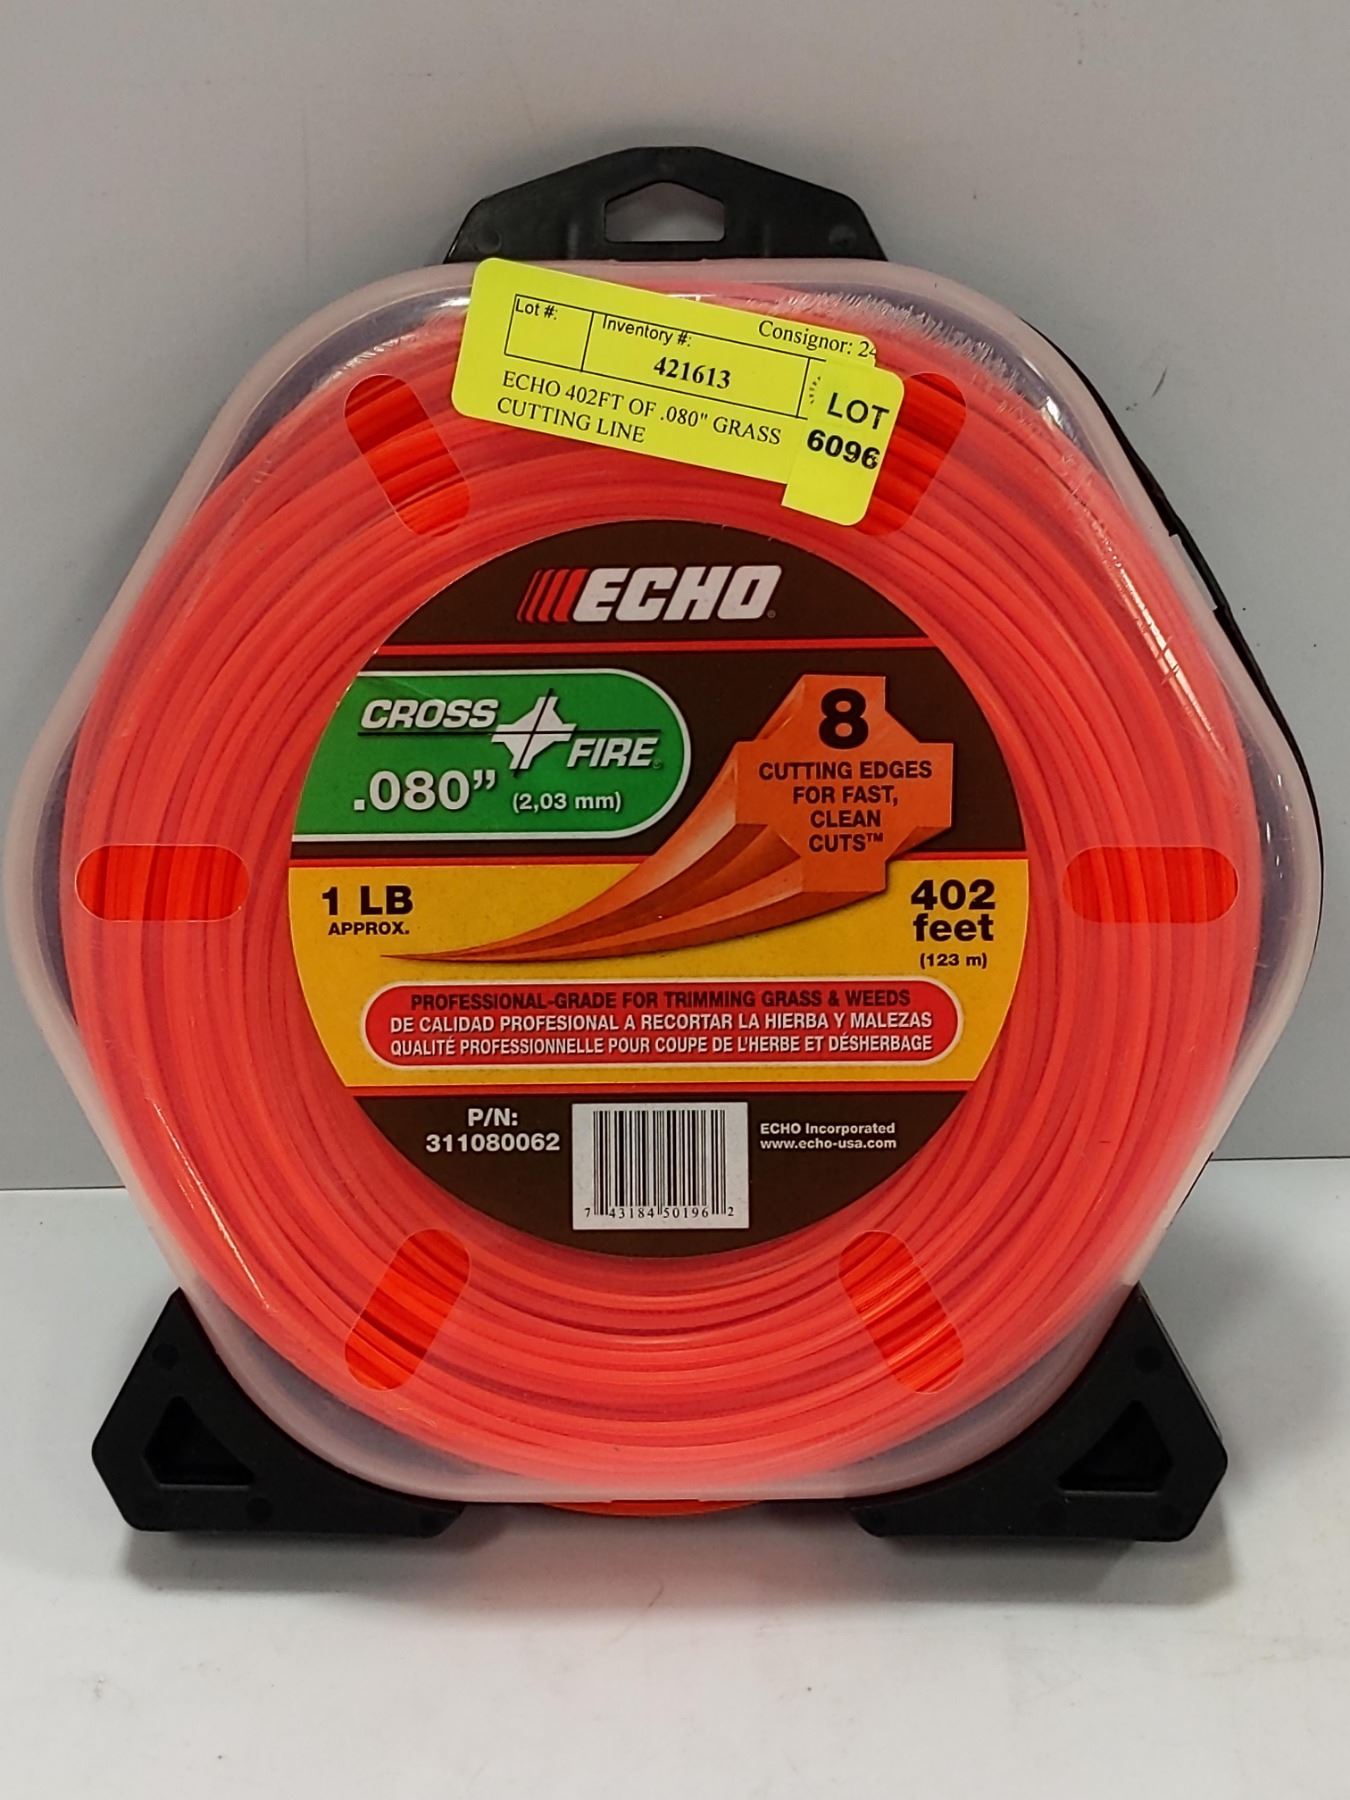 Lot #:
Inventory #:
Consignor: 24
421613
ECHO 402FT OF .080" GRASS
CUTTING LINE
LOT
6096
ECHO
CROSS
FIRE
.080” (2,03 mm)
8
CUTTING EDGES
FOR FAST,
CLEAN
CUTS™
1 LB
APPROX.
402
feet
(123 m)
PROFESSIONAL-GRADE FOR TRIMMING GRASS & WEEDS
DE CALIDAD PROFESIONAL A RECORTAR LA HIERBA Y MALEZAS
QUALITÉ PROFESSIONNELLE POUR COUPE DE L'HERBE ET DÉSHERBAGE
P/N:
311080062
ECHO Incorporated
www.echo-usa.com
7 43184 50196 2